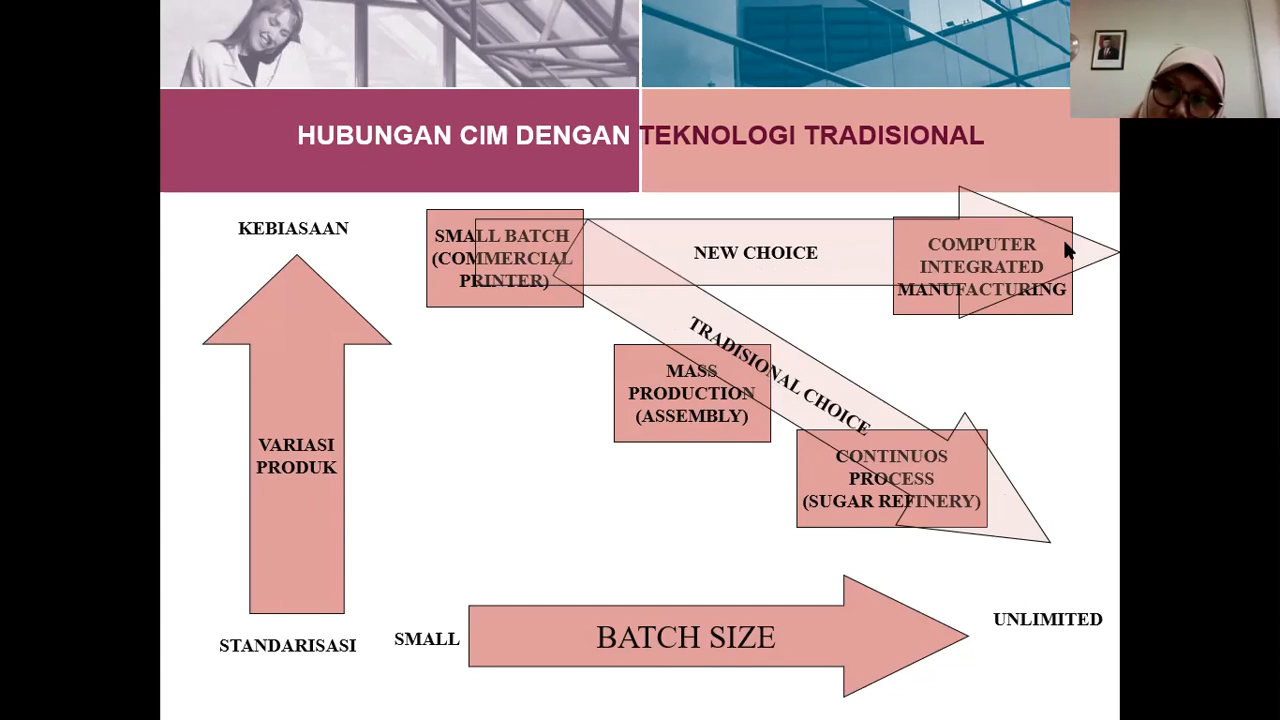 HUBUNGAN CIM DENGAN TEKNOLOGI TRADISIONAL
KEBIASAAN
SMALL BATCH
(COMMERCIAL
PRINTER)
NEW CHOICE
COMPUTER
INTEGRATED
MANUFACTURING
TRADISIONAL CHOICE
MASS
PRODUCTION
(ASSEMBLY)
VARIASI
PRODUK
CONTINUOS
PROCESS
(SUGAR REFINERY)
STANDARISASI
SMALL
BATCH SIZE
UNLIMITED